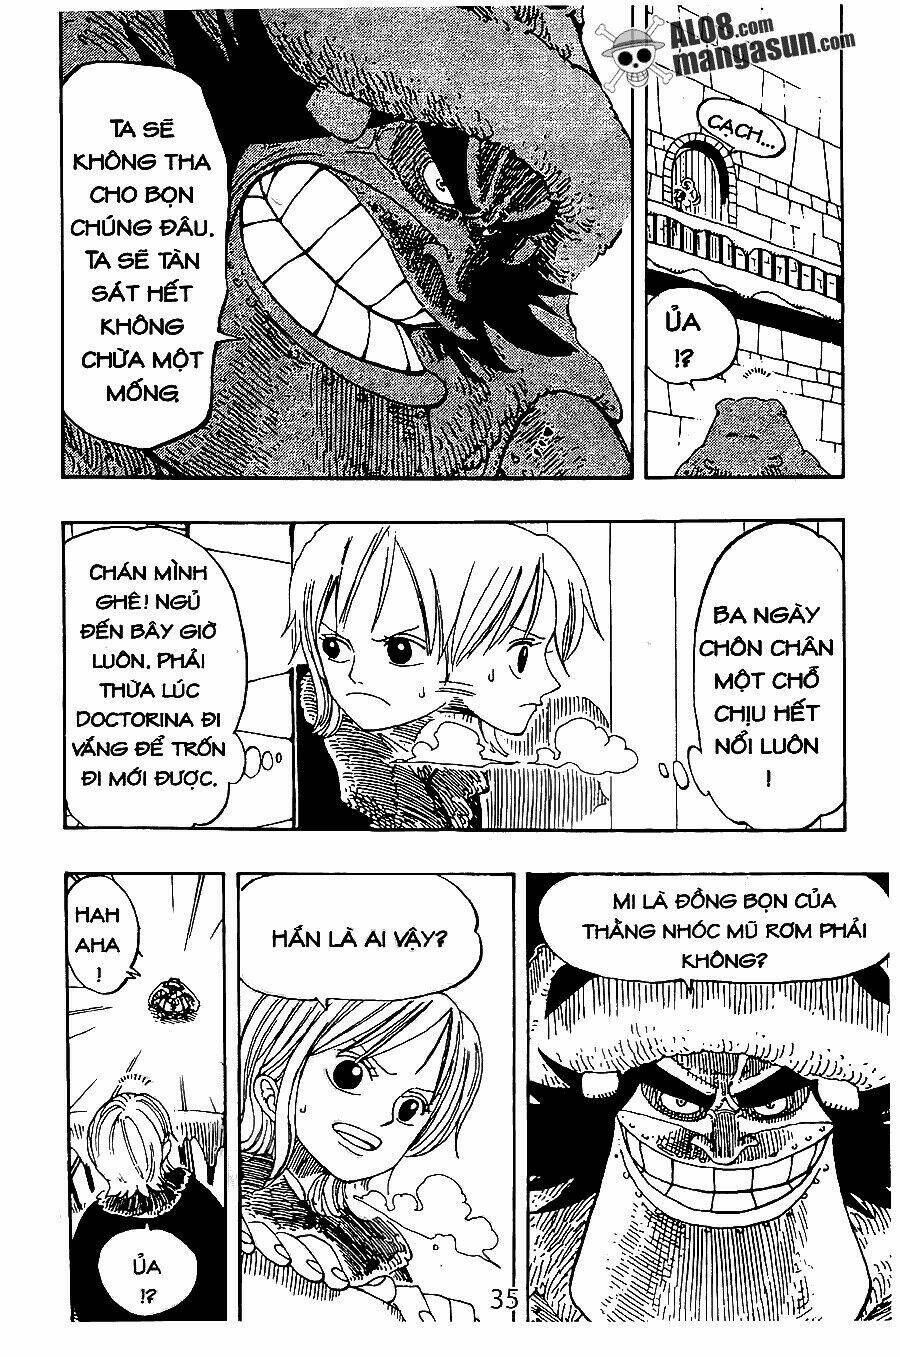 AL08.com
mangasun.com
CẠCH...
ỦA
!?
TA SẼ
KHÔNG THA
CHO BỌN
CHÚNG ĐÂU.
TA SẼ TÀN
SÁT HẾT
KHÔNG
CHỪA MỘT
MỐNG.
BA NGÀY
CHÔN CHÂN
MỘT CHỖ
CHỊU HẾT
NỔI LUÔN
!
CHÁN MÌNH
GHÊ! NGỦ
ĐẾN BÂY GIỜ
LUÔN. PHẢI
THỪA LÚC
DOCTORINA ĐI
VẮNG ĐỂ TRỐN
ĐI MỚI ĐƯỢC.
MI LÀ ĐỒNG BỌN CỦA
THẰNG NHÓC MŨ RƠM PHẢI
KHÔNG?
HẮN LÀ AI VẬY?
HAH
AHA
!
ỦA
!?
35